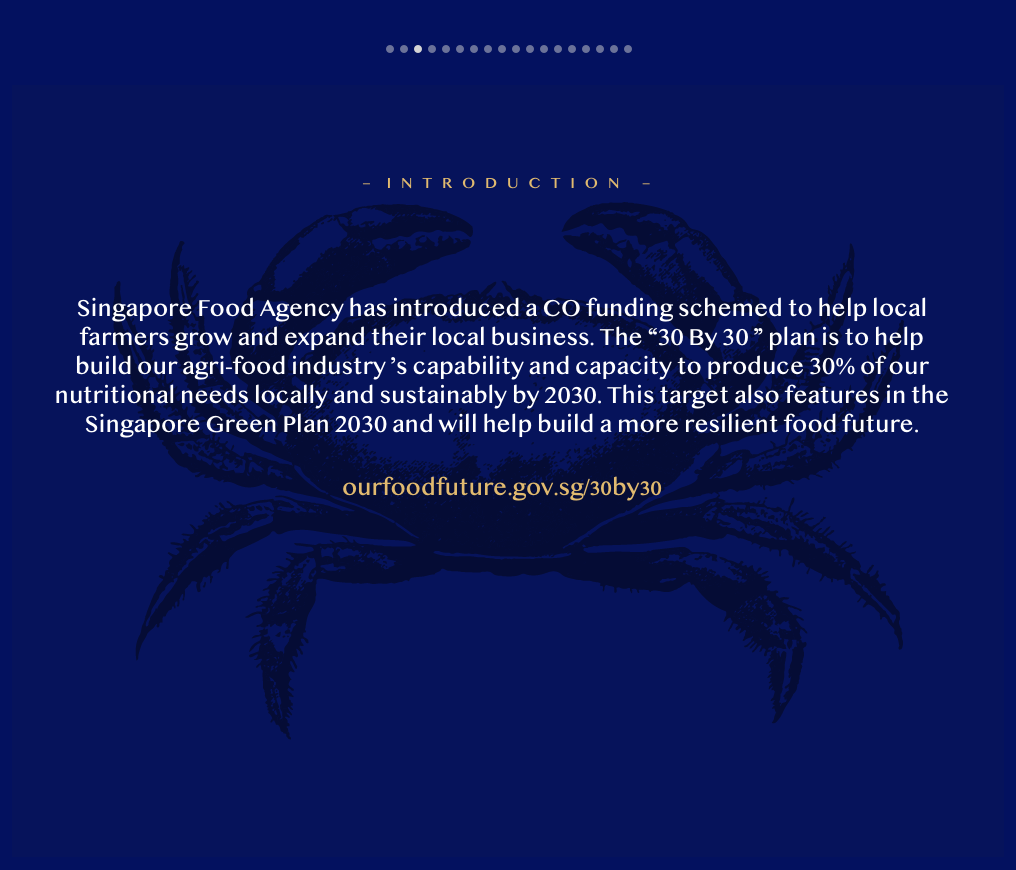 – INTRODUCTION –
Singapore Food Agency has introduced a CO funding schemed to help local
farmers grow and expand their local business. The “30 By 30 ” plan is to help
build our agri-food industry ’s capability and capacity to produce 30% of our
nutritional needs locally and sustainably by 2030. This target also features in the
Singapore Green Plan 2030 and will help build a more resilient food future.
ourfoodfuture.gov.sg/30by30